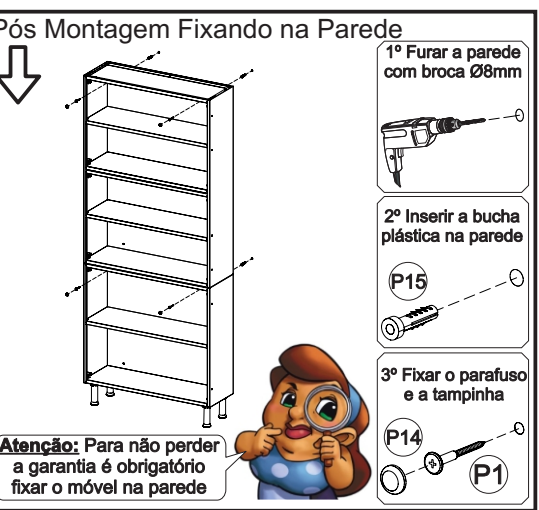 Pós Montagem Fixando na Parede
1º Furar a parede
com broca Ø8mm
2º Inserir a bucha
plástica na parede
P15
3º Fixar o parafuso
e a tampinha
P14
P1
Atenção: Para não perder
a garantia é obrigatório
fixar o móvel na parede